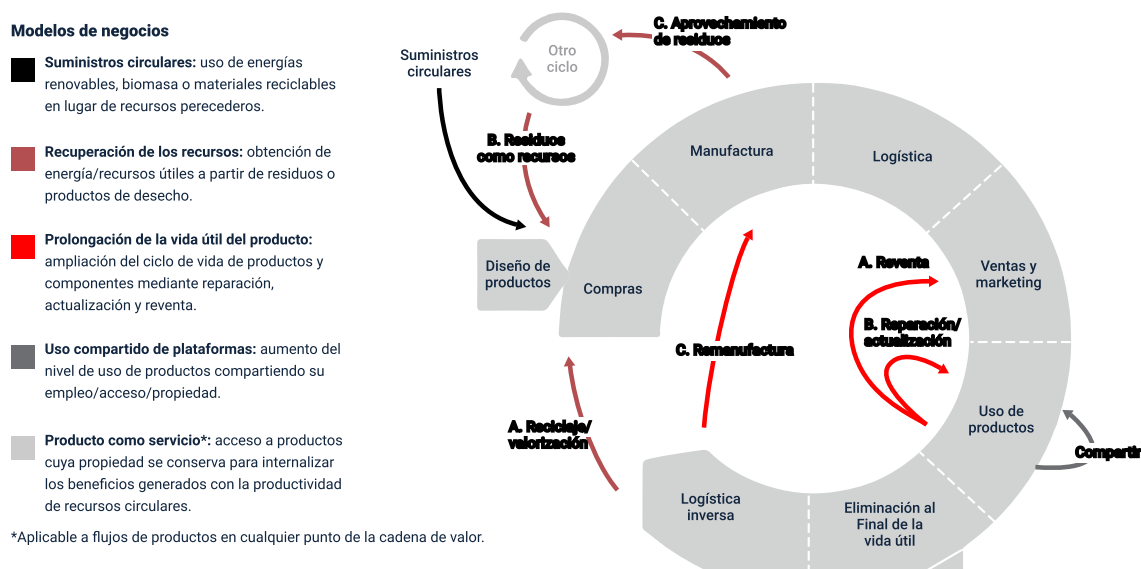 Modelos de negocios
Suministros circulares: uso de energías
renovables, biomasa o materiales reciclables
en lugar de recursos perecederos.
Recuperación de los recursos: obtención de
energía/recursos útiles a partir de residuos o
productos de desecho.
Prolongación de la vida útil del producto:
ampliación del ciclo de vida de productos y
componentes mediante reparación,
actualización y reventa.
Uso compartido de plataformas: aumento del
nivel de uso de productos compartiendo su
empleo/acceso/propiedad.
Producto como servicio*: acceso a productos
cuya propiedad se conserva para internalizar
los beneficios generados con la productividad
de recursos circulares.
*Aplicable a flujos de productos en cualquier punto de la cadena de valor.
Suministros
circulares
Otro
ciclo
C. Aprovechamiento
de residuos
B. Residuos
como recursos
Manufactura
Logística
Diseño de
productos
Compras
Ventas y
marketing
A. Reventa
B. Reparación/
actualización
C. Remanufactura
Uso de
productos
Compartir
A. Reciclaje/
valorización
Logística
inversa
Eliminación al
Final de la
vida útil